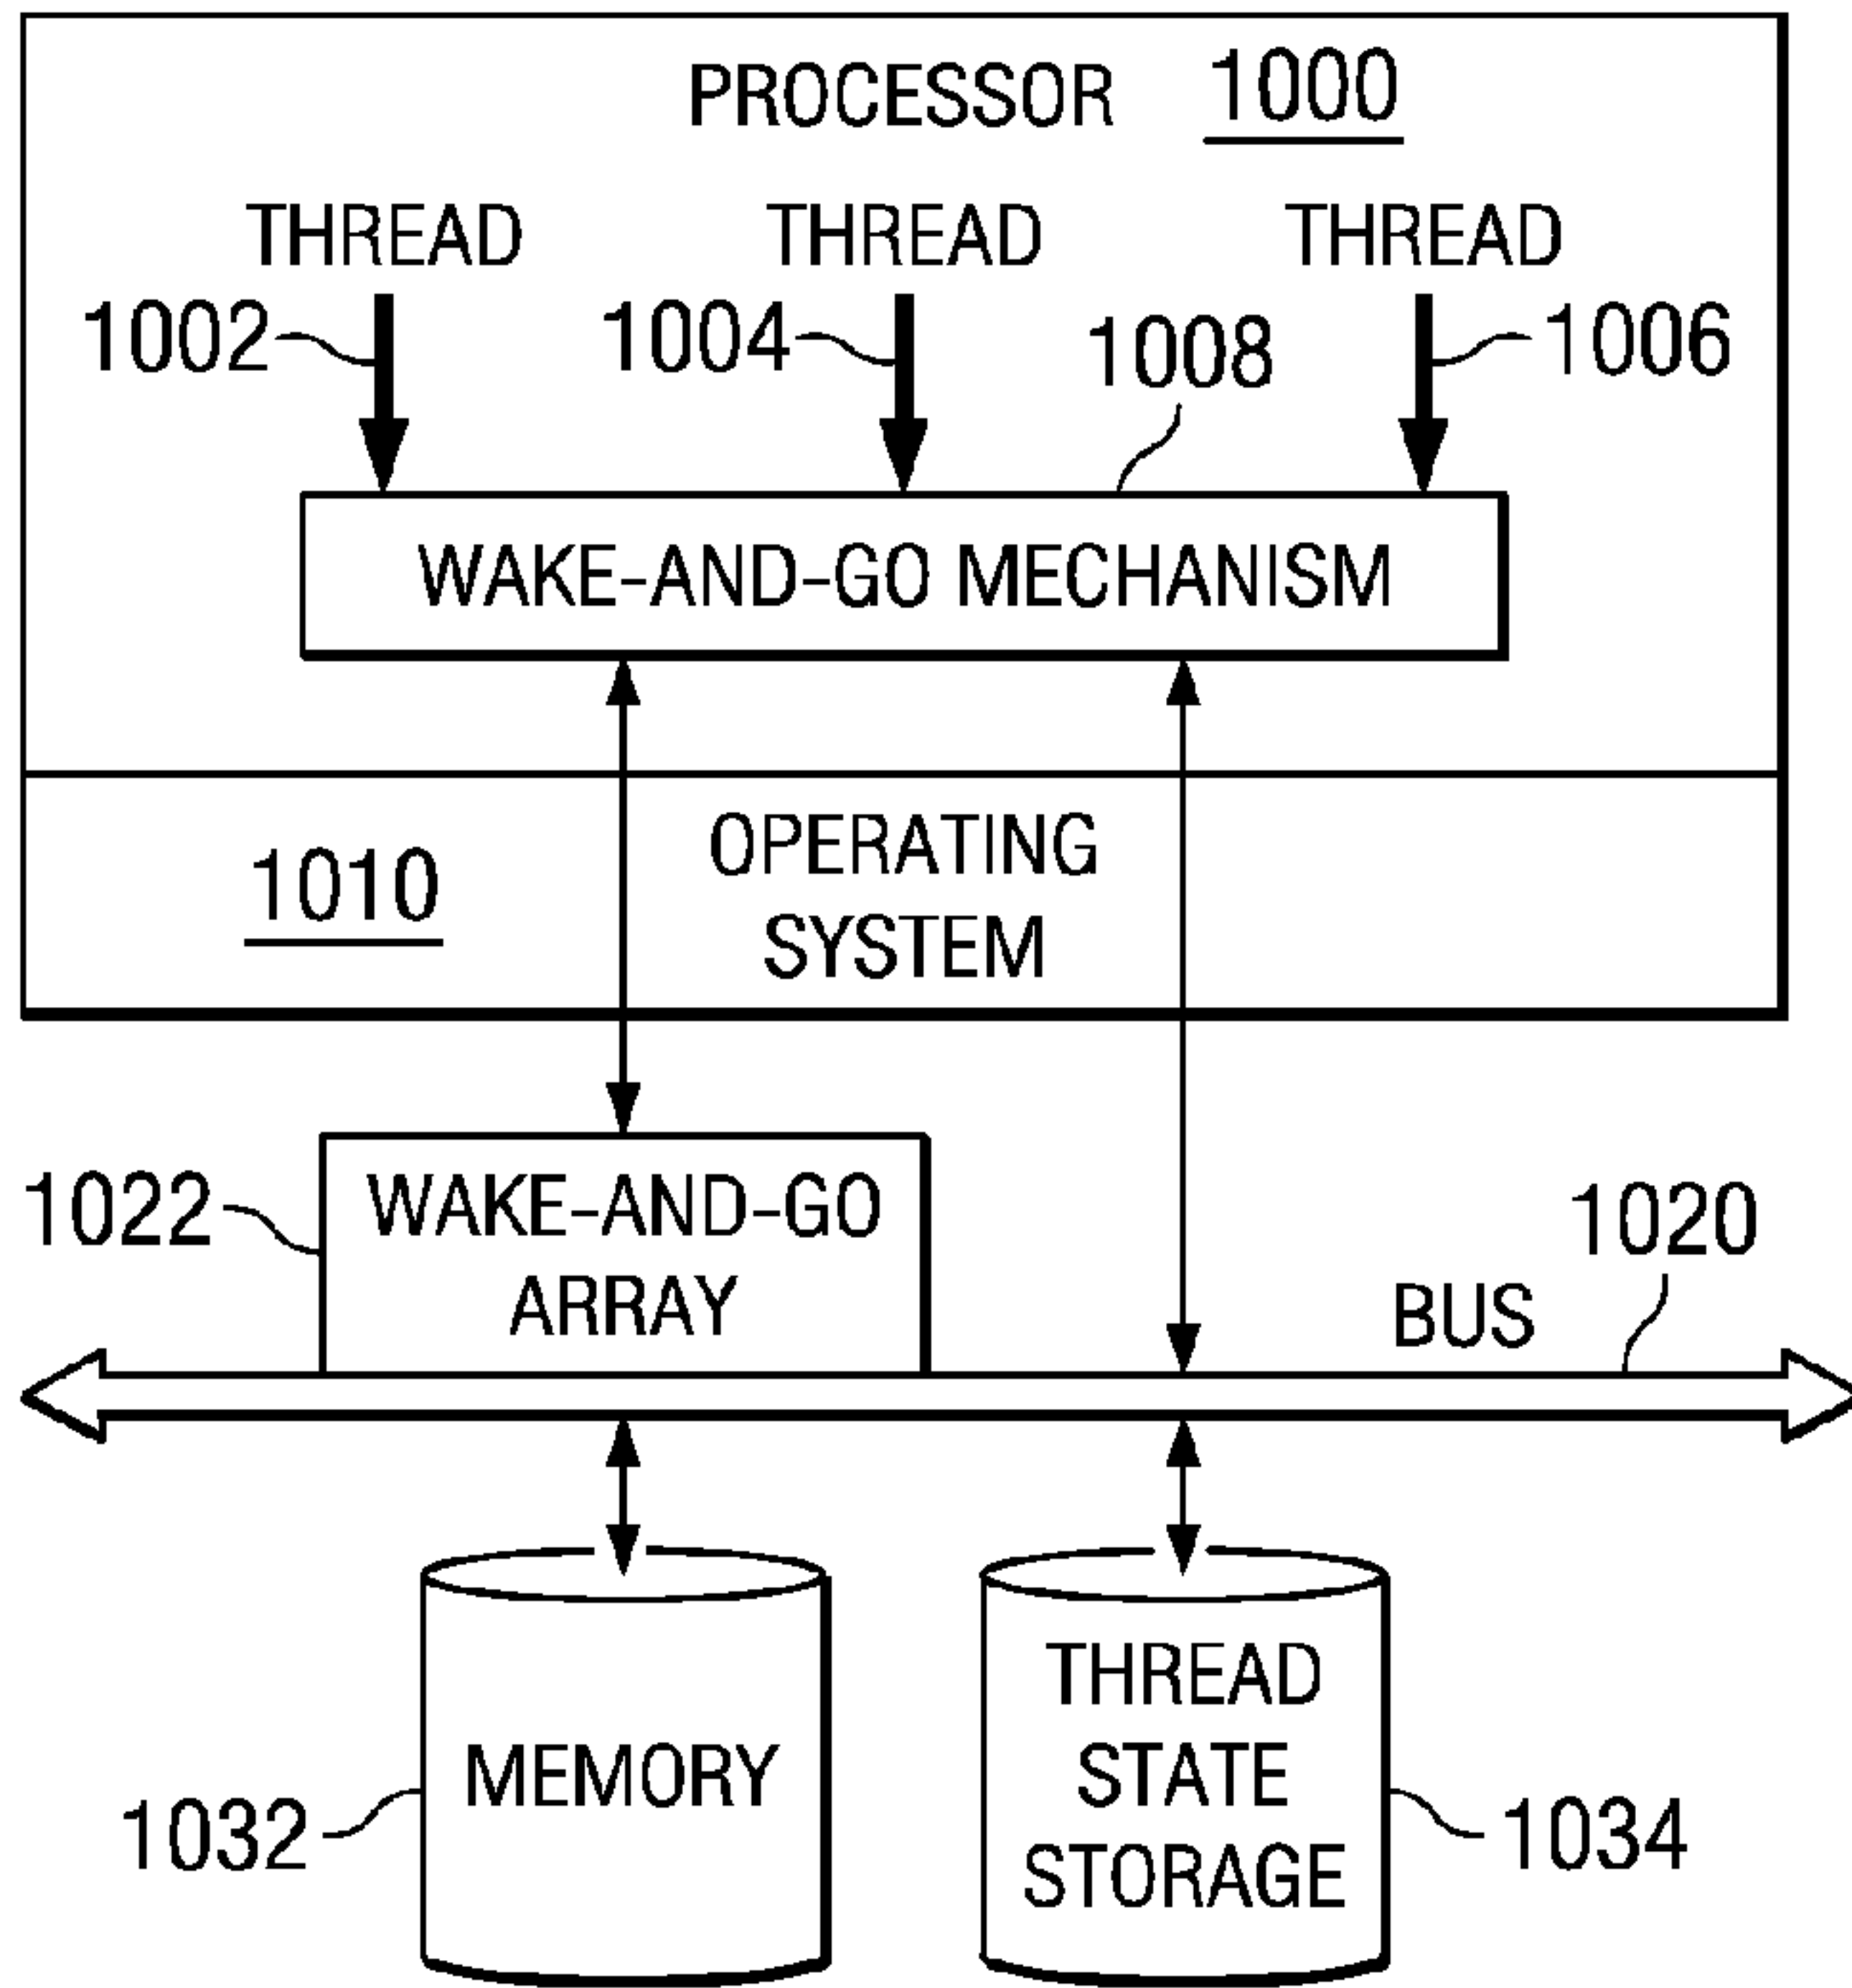 PROCESSOR 1000
THREAD THREAD THREAD
1002 1004 1008 1006
WAKE-AND-GO MECHANISM
OPERATING
1010
SYSTEM
1022
WAKE-AND-GO
ARRAY
1020
BUS
THREAD
MEMORY
STATE
1032
1034
STORAGE